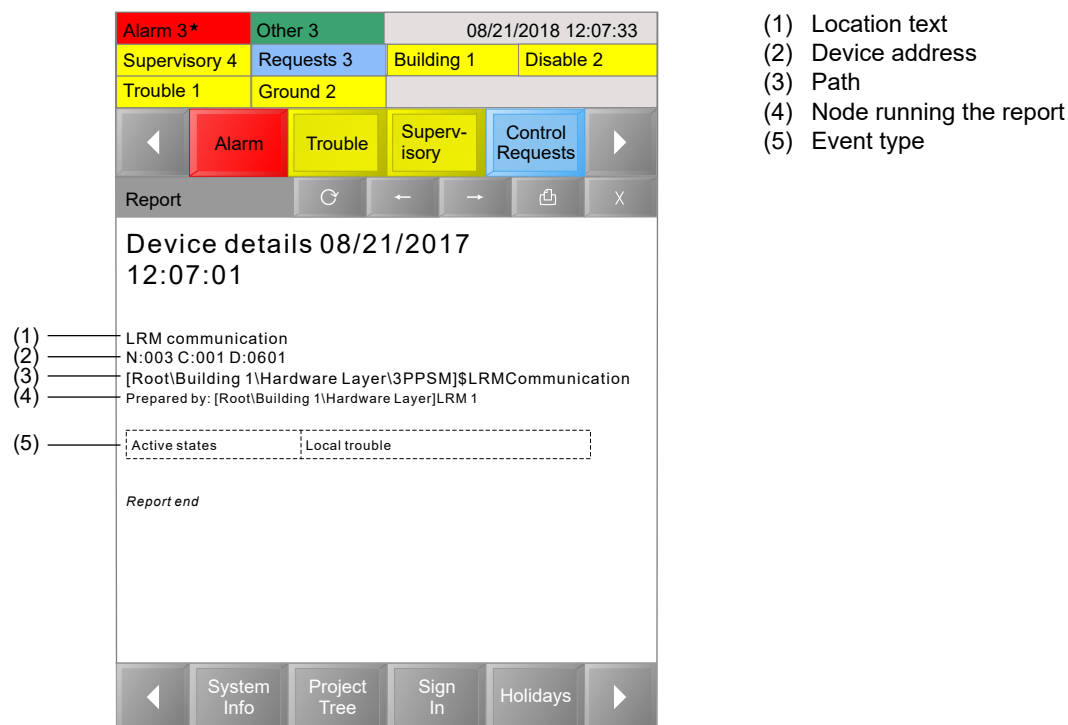 Alarm 3★ Other 3 08/21/2018 12:07:33
Supervisory 4 Requests 3 Building 1 Disable 2
Trouble 1 Ground 2
Alarm Trouble Superv-
isory Control
Requests
Report X
Device details 08/21/2017
12:07:01
(1) LRM communication
(2) N:003 C:001 D:0601
(3) [Root\Building 1\Hardware Layer\3PPSM]$LRMCommunication
(4) Prepared by: [Root\Building 1\Hardware Layer]LRM 1
(5) Active states Local trouble
Report end
System
Info Project
Tree Sign
In Holidays
(1) Location text
(2) Device address
(3) Path
(4) Node running the report
(5) Event type